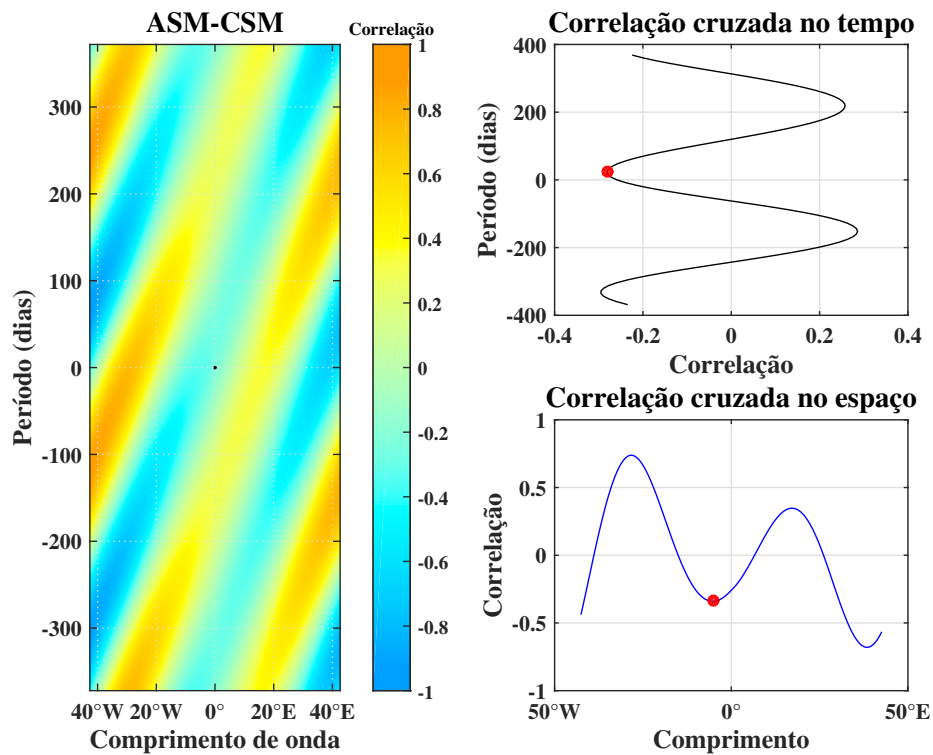 ASM-CSM
Correlação
Período (dias)
300
200
100
0
-100
-200
-300
40°W 20°W 0° 20°E 40°E
Comprimento de onda
1
0.8
0.6
0.4
0.2
0
-0.2
-0.4
-0.6
-0.8
-1
Correlação cruzada no tempo
Período (dias)
400
200
0
-200
-400
-0.4 -0.2 0 0.2 0.4
Correlação
Correlação cruzada no espaço
Correlação
1
0.5
0
-0.5
-1
50°W 0° 50°E
Comprimento